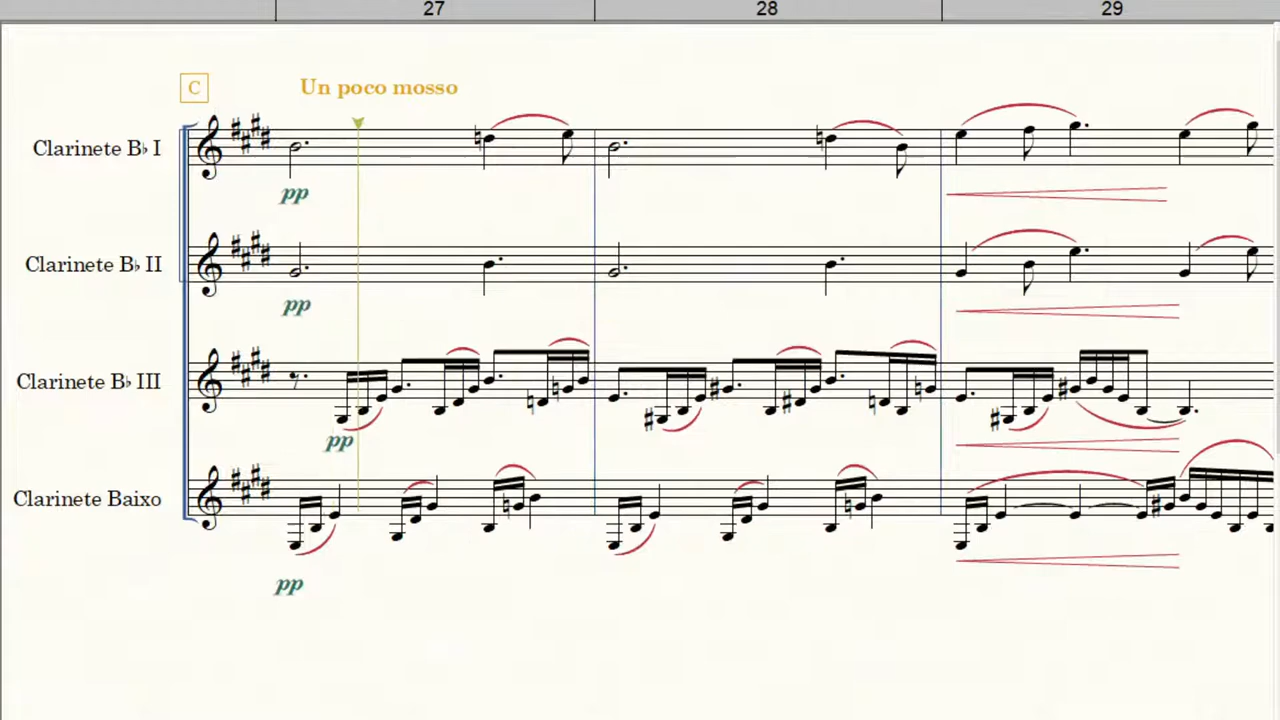 27 28 29
C Un poco mosso
Clarinete B♭ I
pp
Clarinete B♭ II
pp
Clarinete B♭ III
pp
Clarinete Baixo
pp